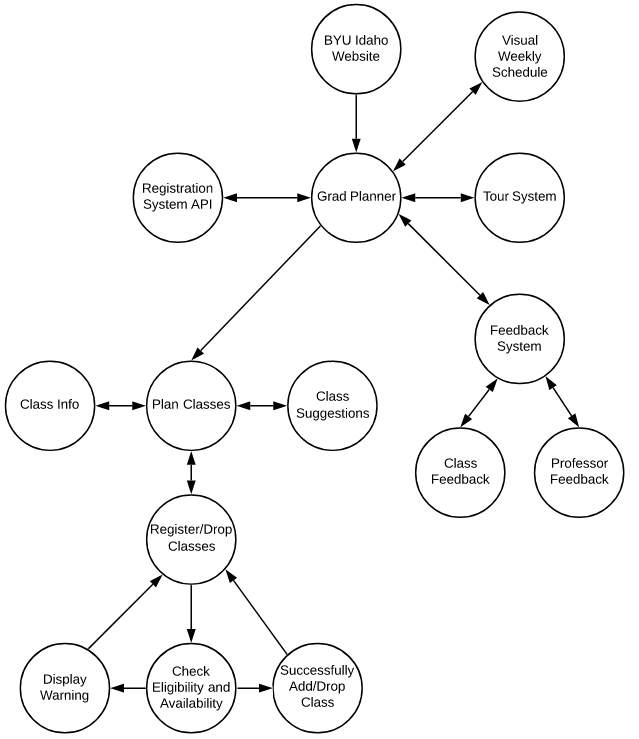 BYU Idaho
Website
Visual
Weekly
Schedule
Registration
System API
Grad Planner
Tour System
Feedback
System
Class Info
Plan Classes
Class
Suggestions
Class
Feedback
Professor
Feedback
Register/Drop
Classes
Display
Warning
Check
Eligibility and
Availability
Successfully
Add/Drop
Class